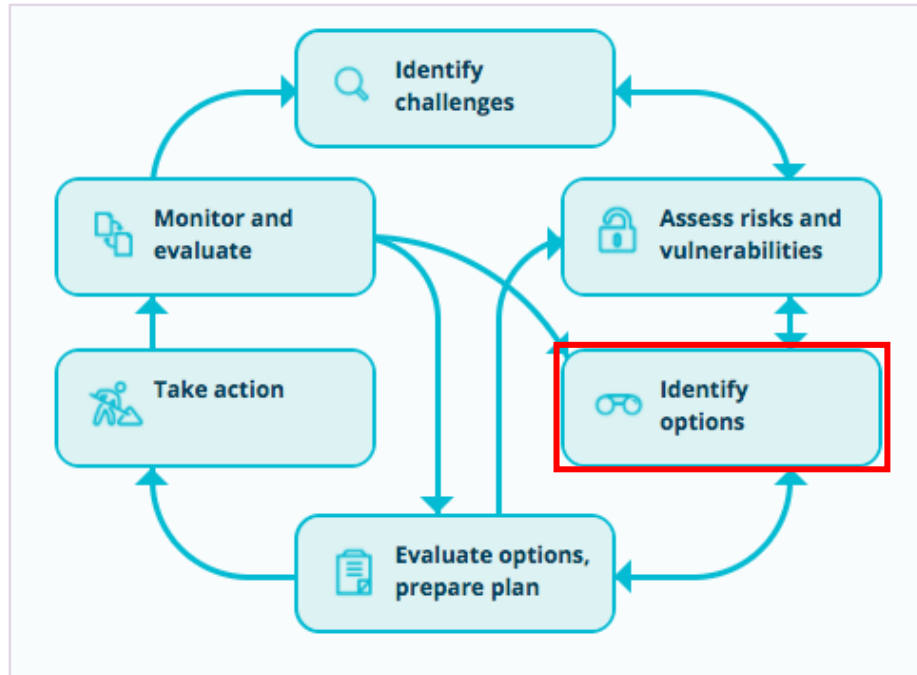 Identify
challenges
Monitor and
evaluate
Assess risks and
vulnerabilities
Take action
Identify
options
Evaluate options,
prepare plan